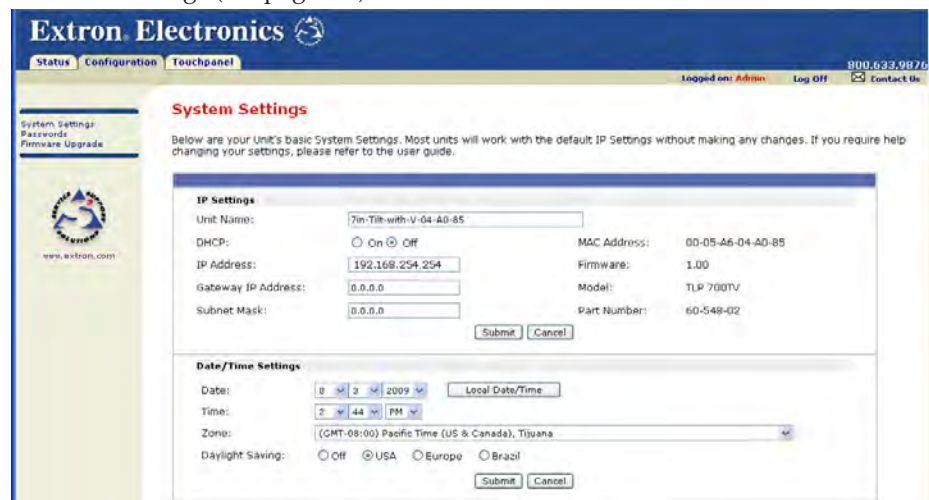 Extron Electronics
Status Configuration Touchpanel
800.633.9876
Logged on: Admin Log Off Contact Us
System Settings
Passwords
Firmware Upgrade
SERVICE SUPPORT SOLUTIONS
www.extron.com
System Settings
Below are your Unit's basic System Settings. Most units will work with the default IP Settings without making any changes. If you require help
changing your settings, please refer to the user guide.
IP Settings
Unit Name: 7in-Tilt-with-V-04-A0-85
DHCP: On Off MAC Address: 00-05-A6-04-A0-85
IP Address: 192.168.254.254 Firmware: 1.00
Gateway IP Address: 0.0.0.0 Model: TLP 700TV
Subnet Mask: 0.0.0.0 Part Number: 60-548-02
Submit Cancel
Date/Time Settings
Date: 3 2009 Local Date/Time
Time: 2 44 PM
Zone: (GMT-08:00) Pacific Time (US & Canada), Tijuana
Daylight Saving: Off USA Europe Brazil
Submit Cancel